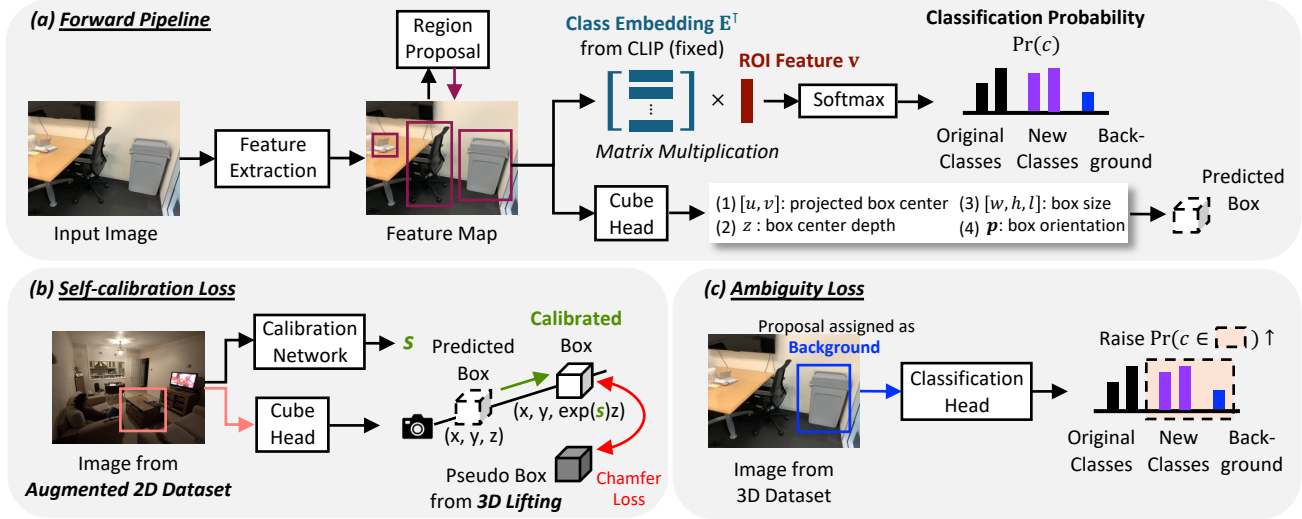 (a) Forward Pipeline
Region
Proposal
Class Embedding E⊤
from CLIP (fixed)
ROI Feature v
Classification Probability
Pr(c)
Input Image
Feature
Extraction
Feature Map
⋮
×
Softmax
Matrix Multiplication
Original
Classes
New
Classes
Back-
ground
Cube
Head
(1) [u, v]: projected box center
(2) z : box center depth
(3) [w, h, l]: box size
(4) p: box orientation
Predicted
Box
(b) Self-calibration Loss
Calibration
Network
s
Cube
Head
Image from
Augmented 2D Dataset
Predicted
Box
(x, y, z)
Calibrated
Box
(x, y, exp(s)z)
Pseudo Box
from 3D Lifting
Chamfer
Loss
(c) Ambiguity Loss
Proposal assigned as
Background
Image from
3D Dataset
Classification
Head
Raise Pr(c ∈ ) ↑
Original
Classes
New
Classes
Back-
ground